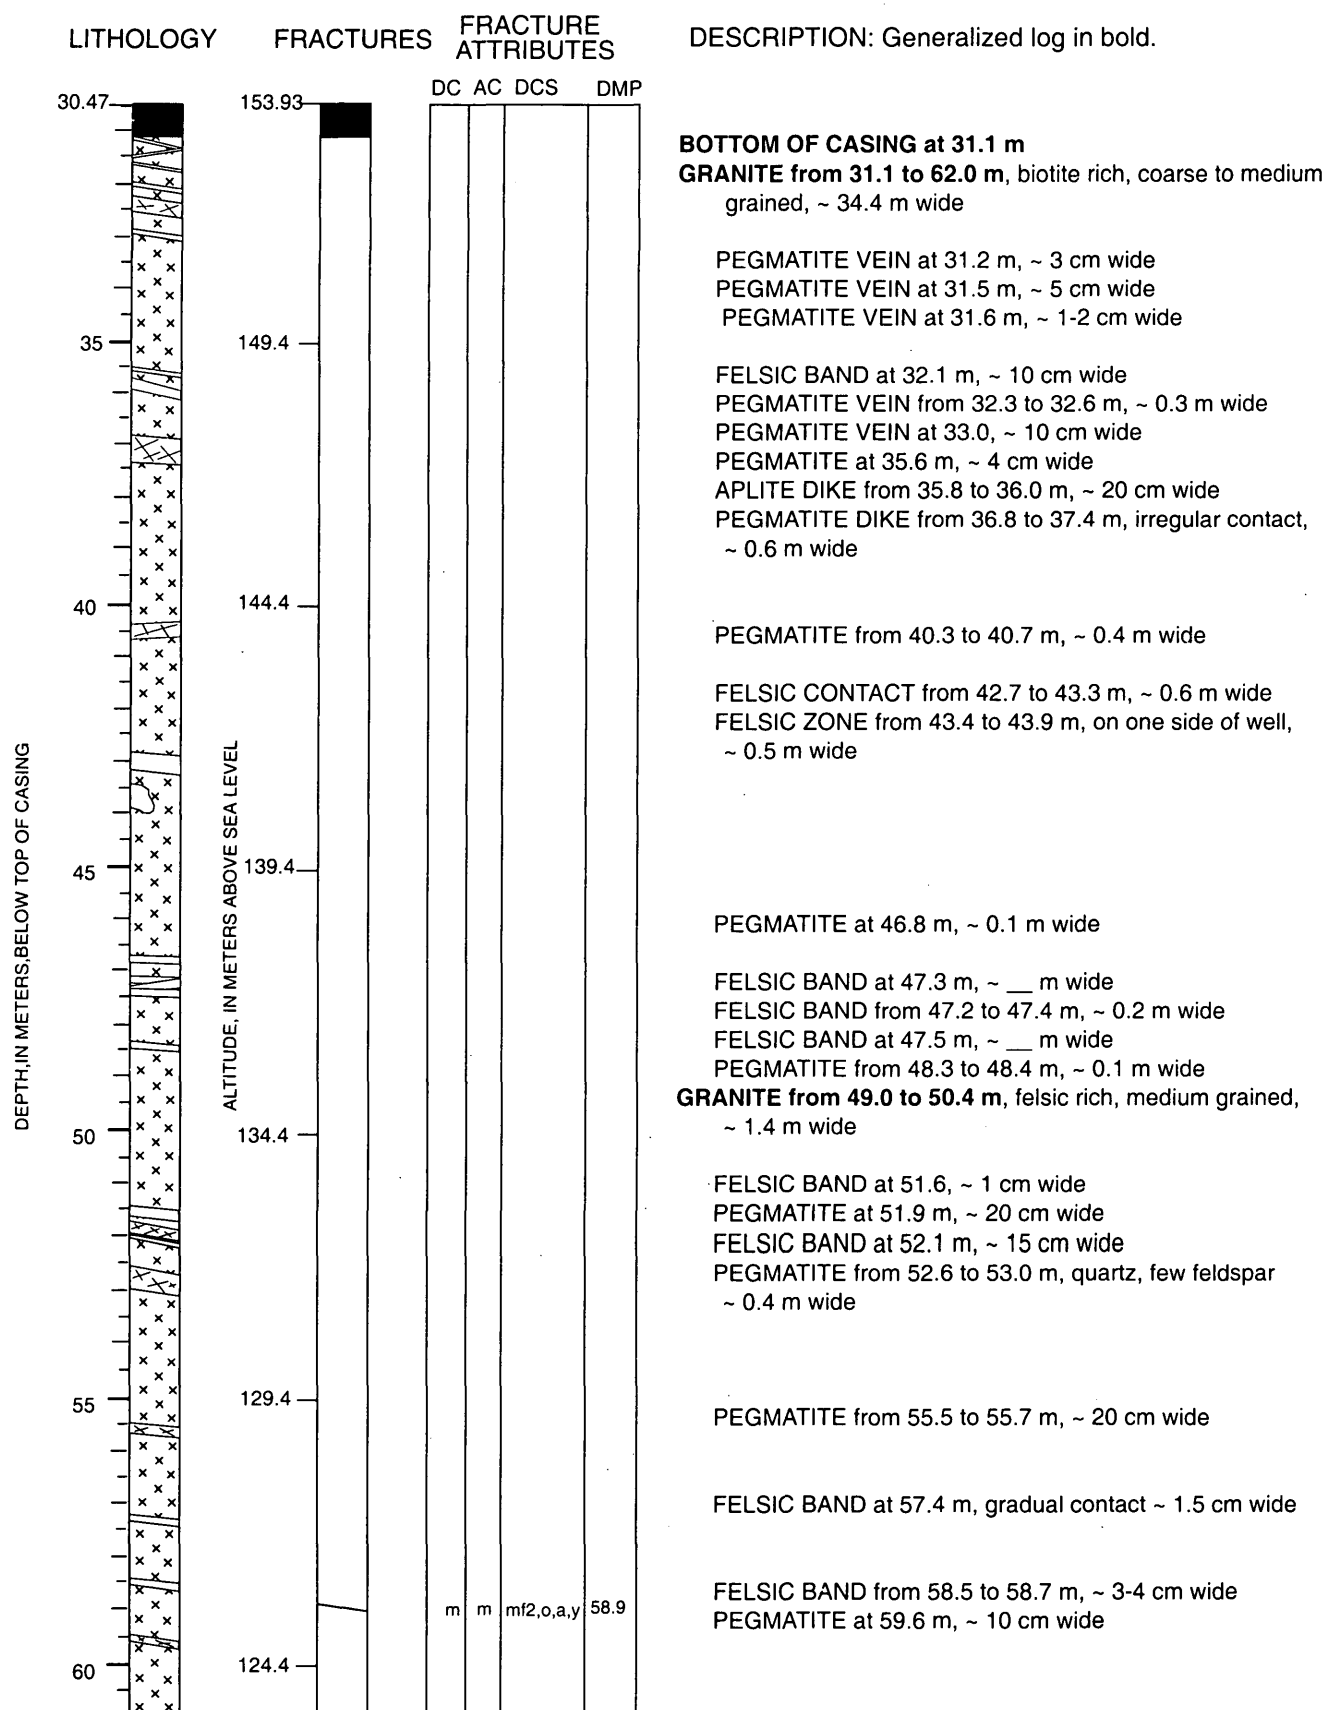 LITHOLOGY
FRACTURES
FRACTURE
ATTRIBUTES
DESCRIPTION: Generalized log in bold.
DC AC DCS DMP
30.47
153.93
BOTTOM OF CASING at 31.1 m
GRANITE from 31.1 to 62.0 m, biotite rich, coarse to medium
grained, ~ 34.4 m wide
PEGMATITE VEIN at 31.2 m, ~ 3 cm wide
PEGMATITE VEIN at 31.5 m, ~ 5 cm wide
PEGMATITE VEIN at 31.6 m, ~ 1-2 cm wide
35
149.4
FELSIC BAND at 32.1 m, ~ 10 cm wide
PEGMATITE VEIN from 32.3 to 32.6 m, ~ 0.3 m wide
PEGMATITE VEIN at 33.0, ~ 10 cm wide
PEGMATITE at 35.6 m, ~ 4 cm wide
APLITE DIKE from 35.8 to 36.0 m, ~ 20 cm wide
PEGMATITE DIKE from 36.8 to 37.4 m, irregular contact,
~ 0.6 m wide
40
144.4
PEGMATITE from 40.3 to 40.7 m, ~ 0.4 m wide
FELSIC CONTACT from 42.7 to 43.3 m, ~ 0.6 m wide
FELSIC ZONE from 43.4 to 43.9 m, on one side of well,
~ 0.5 m wide
DEPTH,IN METERS,BELOW TOP OF CASING
ALTITUDE, IN METERS ABOVE SEA LEVEL
45
139.4
PEGMATITE at 46.8 m, ~ 0.1 m wide
FELSIC BAND at 47.3 m, ~ __ m wide
FELSIC BAND from 47.2 to 47.4 m, ~ 0.2 m wide
FELSIC BAND at 47.5 m, ~ __ m wide
PEGMATITE from 48.3 to 48.4 m, ~ 0.1 m wide
GRANITE from 49.0 to 50.4 m, felsic rich, medium grained,
~ 1.4 m wide
50
134.4
FELSIC BAND at 51.6, ~ 1 cm wide
PEGMATITE at 51.9 m, ~ 20 cm wide
FELSIC BAND at 52.1 m, ~ 15 cm wide
PEGMATITE from 52.6 to 53.0 m, quartz, few feldspar
~ 0.4 m wide
55
129.4
PEGMATITE from 55.5 to 55.7 m, ~ 20 cm wide
FELSIC BAND at 57.4 m, gradual contact ~ 1.5 cm wide
FELSIC BAND from 58.5 to 58.7 m, ~ 3-4 cm wide
m m mf2,o,a,y 58.9
PEGMATITE at 59.6 m, ~ 10 cm wide
60
124.4